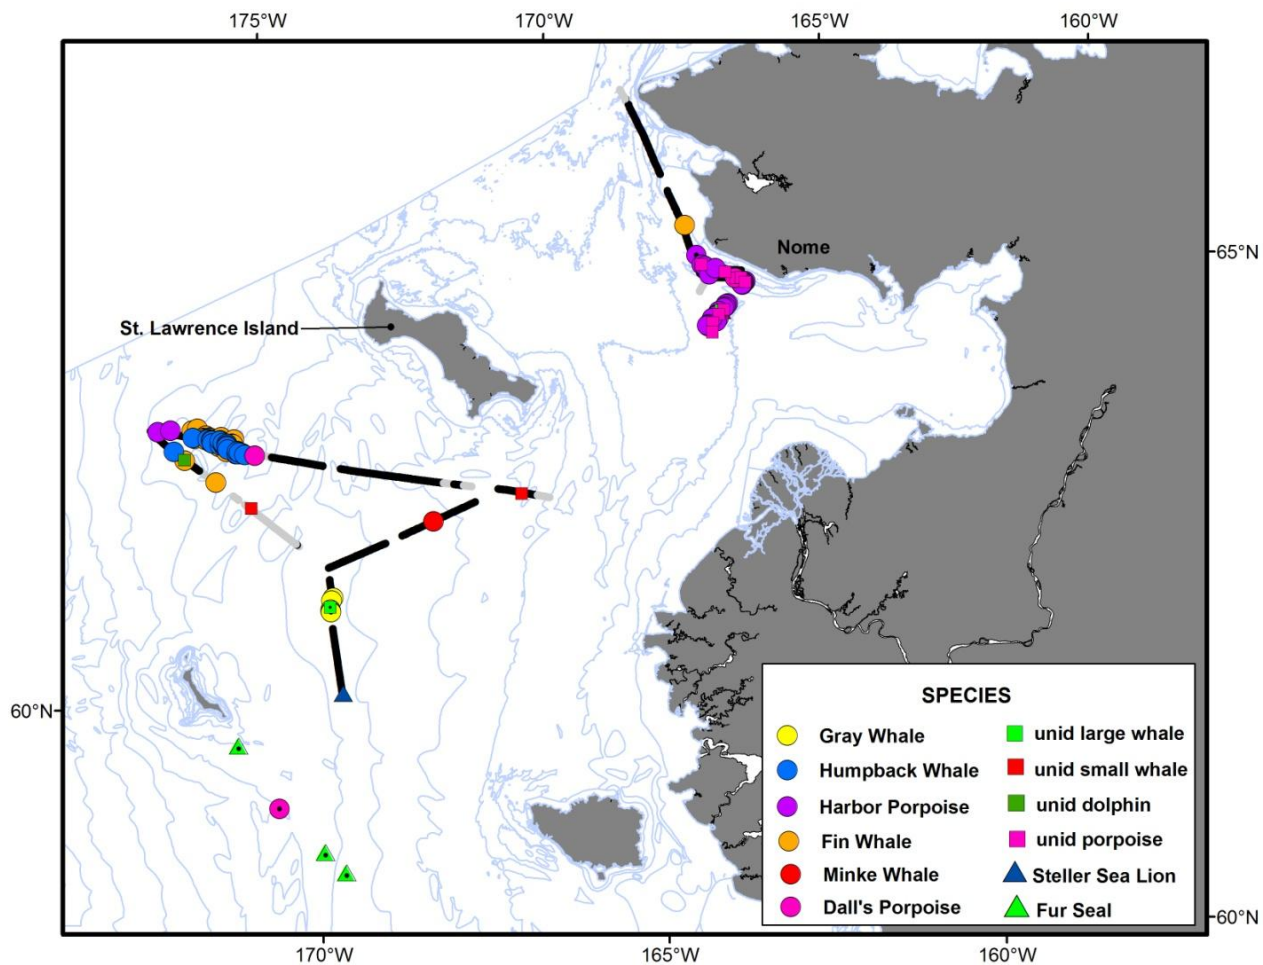 175°W 170°W 165°W 160°W
Nome
65°N
St. Lawrence Island
60°N
SPECIES
Gray Whale
Humpback Whale
Harbor Porpoise
Fin Whale
Minke Whale
Dall's Porpoise
unid large whale
unid small whale
unid dolphin
unid porpoise
Steller Sea Lion
Fur Seal
60°N
170°W 165°W 160°W